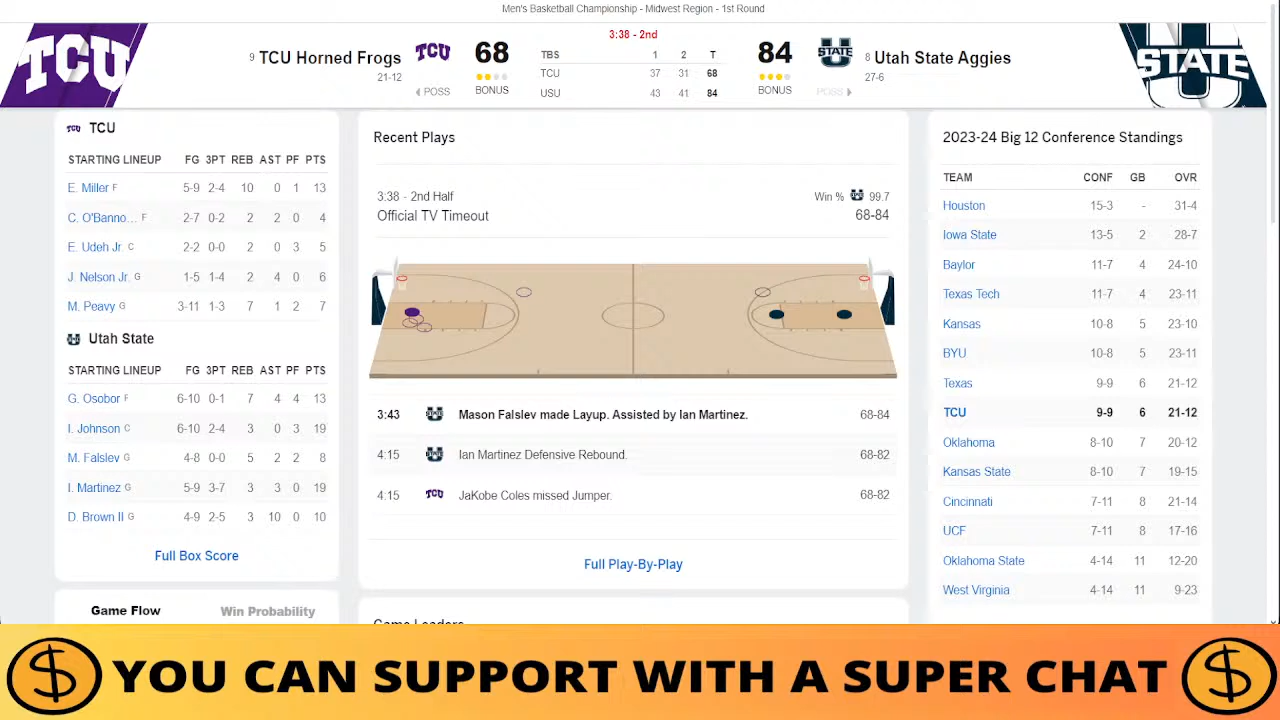 Men's Basketball Championship - Midwest Region - 1st Round
TCU
9 TCU Horned Frogs TCU 68
21-12
POSS BONUS
3:38 - 2nd
TBS 1 2 T
TCU 37 31 68
USU 43 41 84
84 STATE 8 Utah State Aggies
27-6
BONUS POSS
U STATE
TCU TCU
STARTING LINEUP FG 3PT REB AST PF PTS
E. Miller F 5-9 2-4 10 0 1 13
C. O'Banno... F 2-7 0-2 2 2 0 4
E. Udeh Jr. C 2-2 0-0 2 0 3 5
J. Nelson Jr. G 1-5 1-4 2 4 0 6
M. Peavy G 3-11 1-3 7 1 2 7
Utah State
STARTING LINEUP FG 3PT REB AST PF PTS
G. Osobor F 6-10 0-1 7 4 4 13
I. Johnson C 6-10 2-4 3 0 3 19
M. Falslev G 4-8 0-0 5 2 2 8
I. Martinez G 5-9 3-7 3 3 0 19
D. Brown II G 4-9 2-5 3 10 0 10
Full Box Score
Game Flow Win Probability
Recent Plays
3:38 - 2nd Half Win % 99.7
Official TV Timeout 68-84
3:43 STATE Mason Falslev made Layup. Assisted by Ian Martinez. 68-84
4:15 STATE Ian Martinez Defensive Rebound. 68-82
4:15 TCU JaKobe Coles missed Jumper. 68-82
Full Play-By-Play
Game Leaders
2023-24 Big 12 Conference Standings
TEAM CONF GB OVR
Houston 15-3 - 31-4
Iowa State 13-5 2 28-7
Baylor 11-7 4 24-10
Texas Tech 11-7 4 23-11
Kansas 10-8 5 23-10
BYU 10-8 5 23-11
Texas 9-9 6 21-12
TCU 9-9 6 21-12
Oklahoma 8-10 7 20-12
Kansas State 8-10 7 19-15
Cincinnati 7-11 8 21-14
UCF 7-11 8 17-16
Oklahoma State 4-14 11 12-20
West Virginia 4-14 11 9-23
$ YOU CAN SUPPORT WITH A SUPER CHAT $